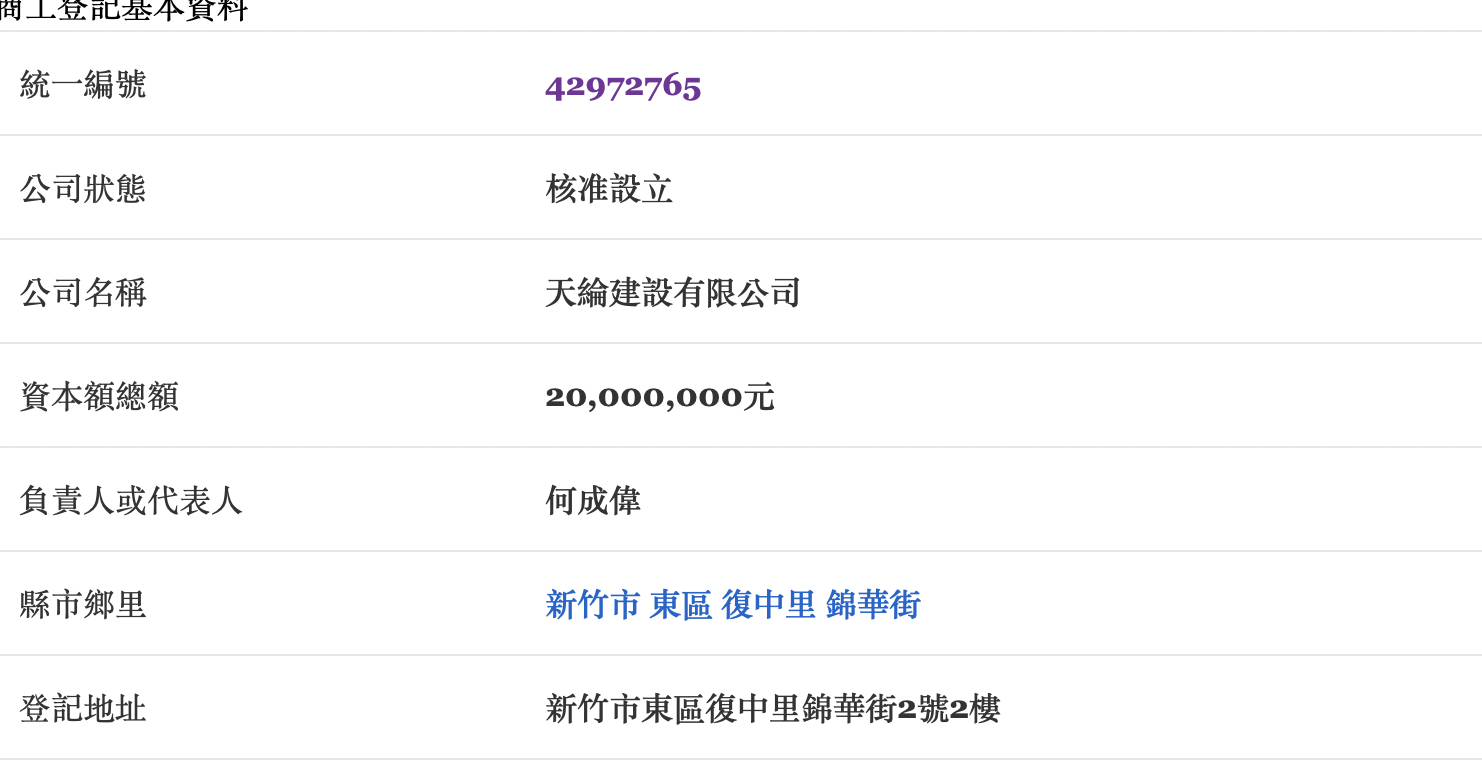 商工登記基本資料
統一編號 42972765
公司狀態 核准設立
公司名稱 天綸建設有限公司
資本額總額 20,000,000元
負責人或代表人 何成偉
縣市鄉里 新竹市 東區 復中里 錦華街
登記地址 新竹市東區復中里錦華街2號2樓